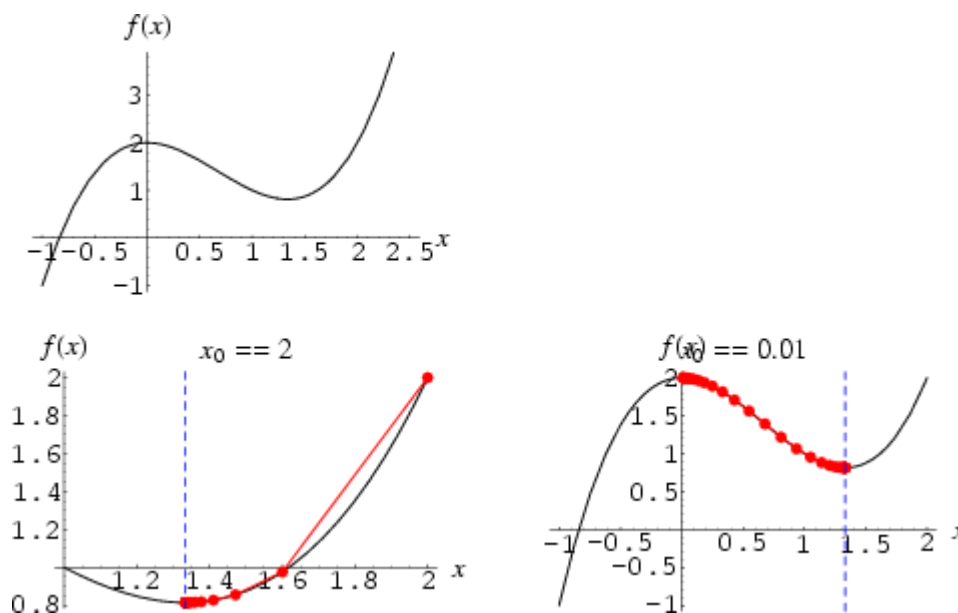 f(x)
3
2
1
-1 -0.5 0.5 1 1.5 2 2.5 x
-1
f(x) x₀ == 2
2
1.8
1.6
1.4
1.2
1.2 1.4 1.6 1.8 2 x
0.8
f(x) x₀ == 0.01
2
1.5
1
0.5
-1 -0.5 0.5 1 1.5 2 x
-0.5
-1